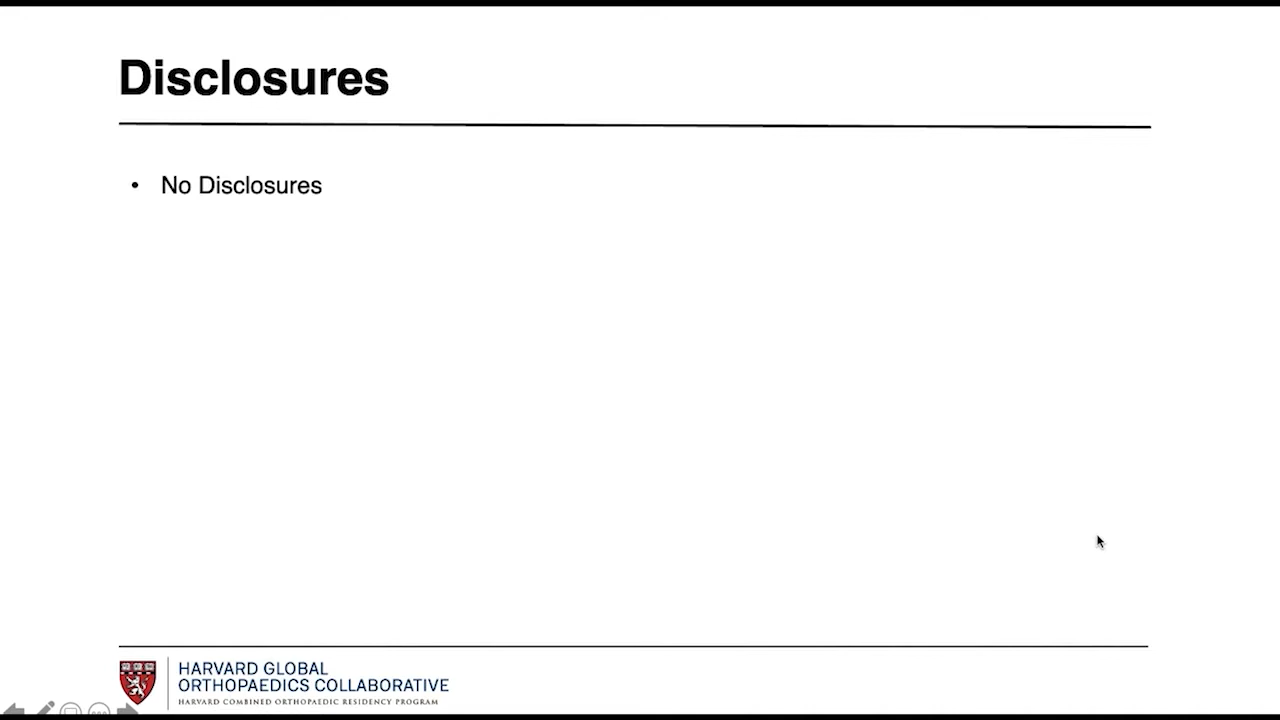 Disclosures
• No Disclosures
HARVARD GLOBAL
ORTHOPAEDICS COLLABORATIVE
HARVARD COMBINED ORTHOPAEDIC RESIDENCY PROGRAM